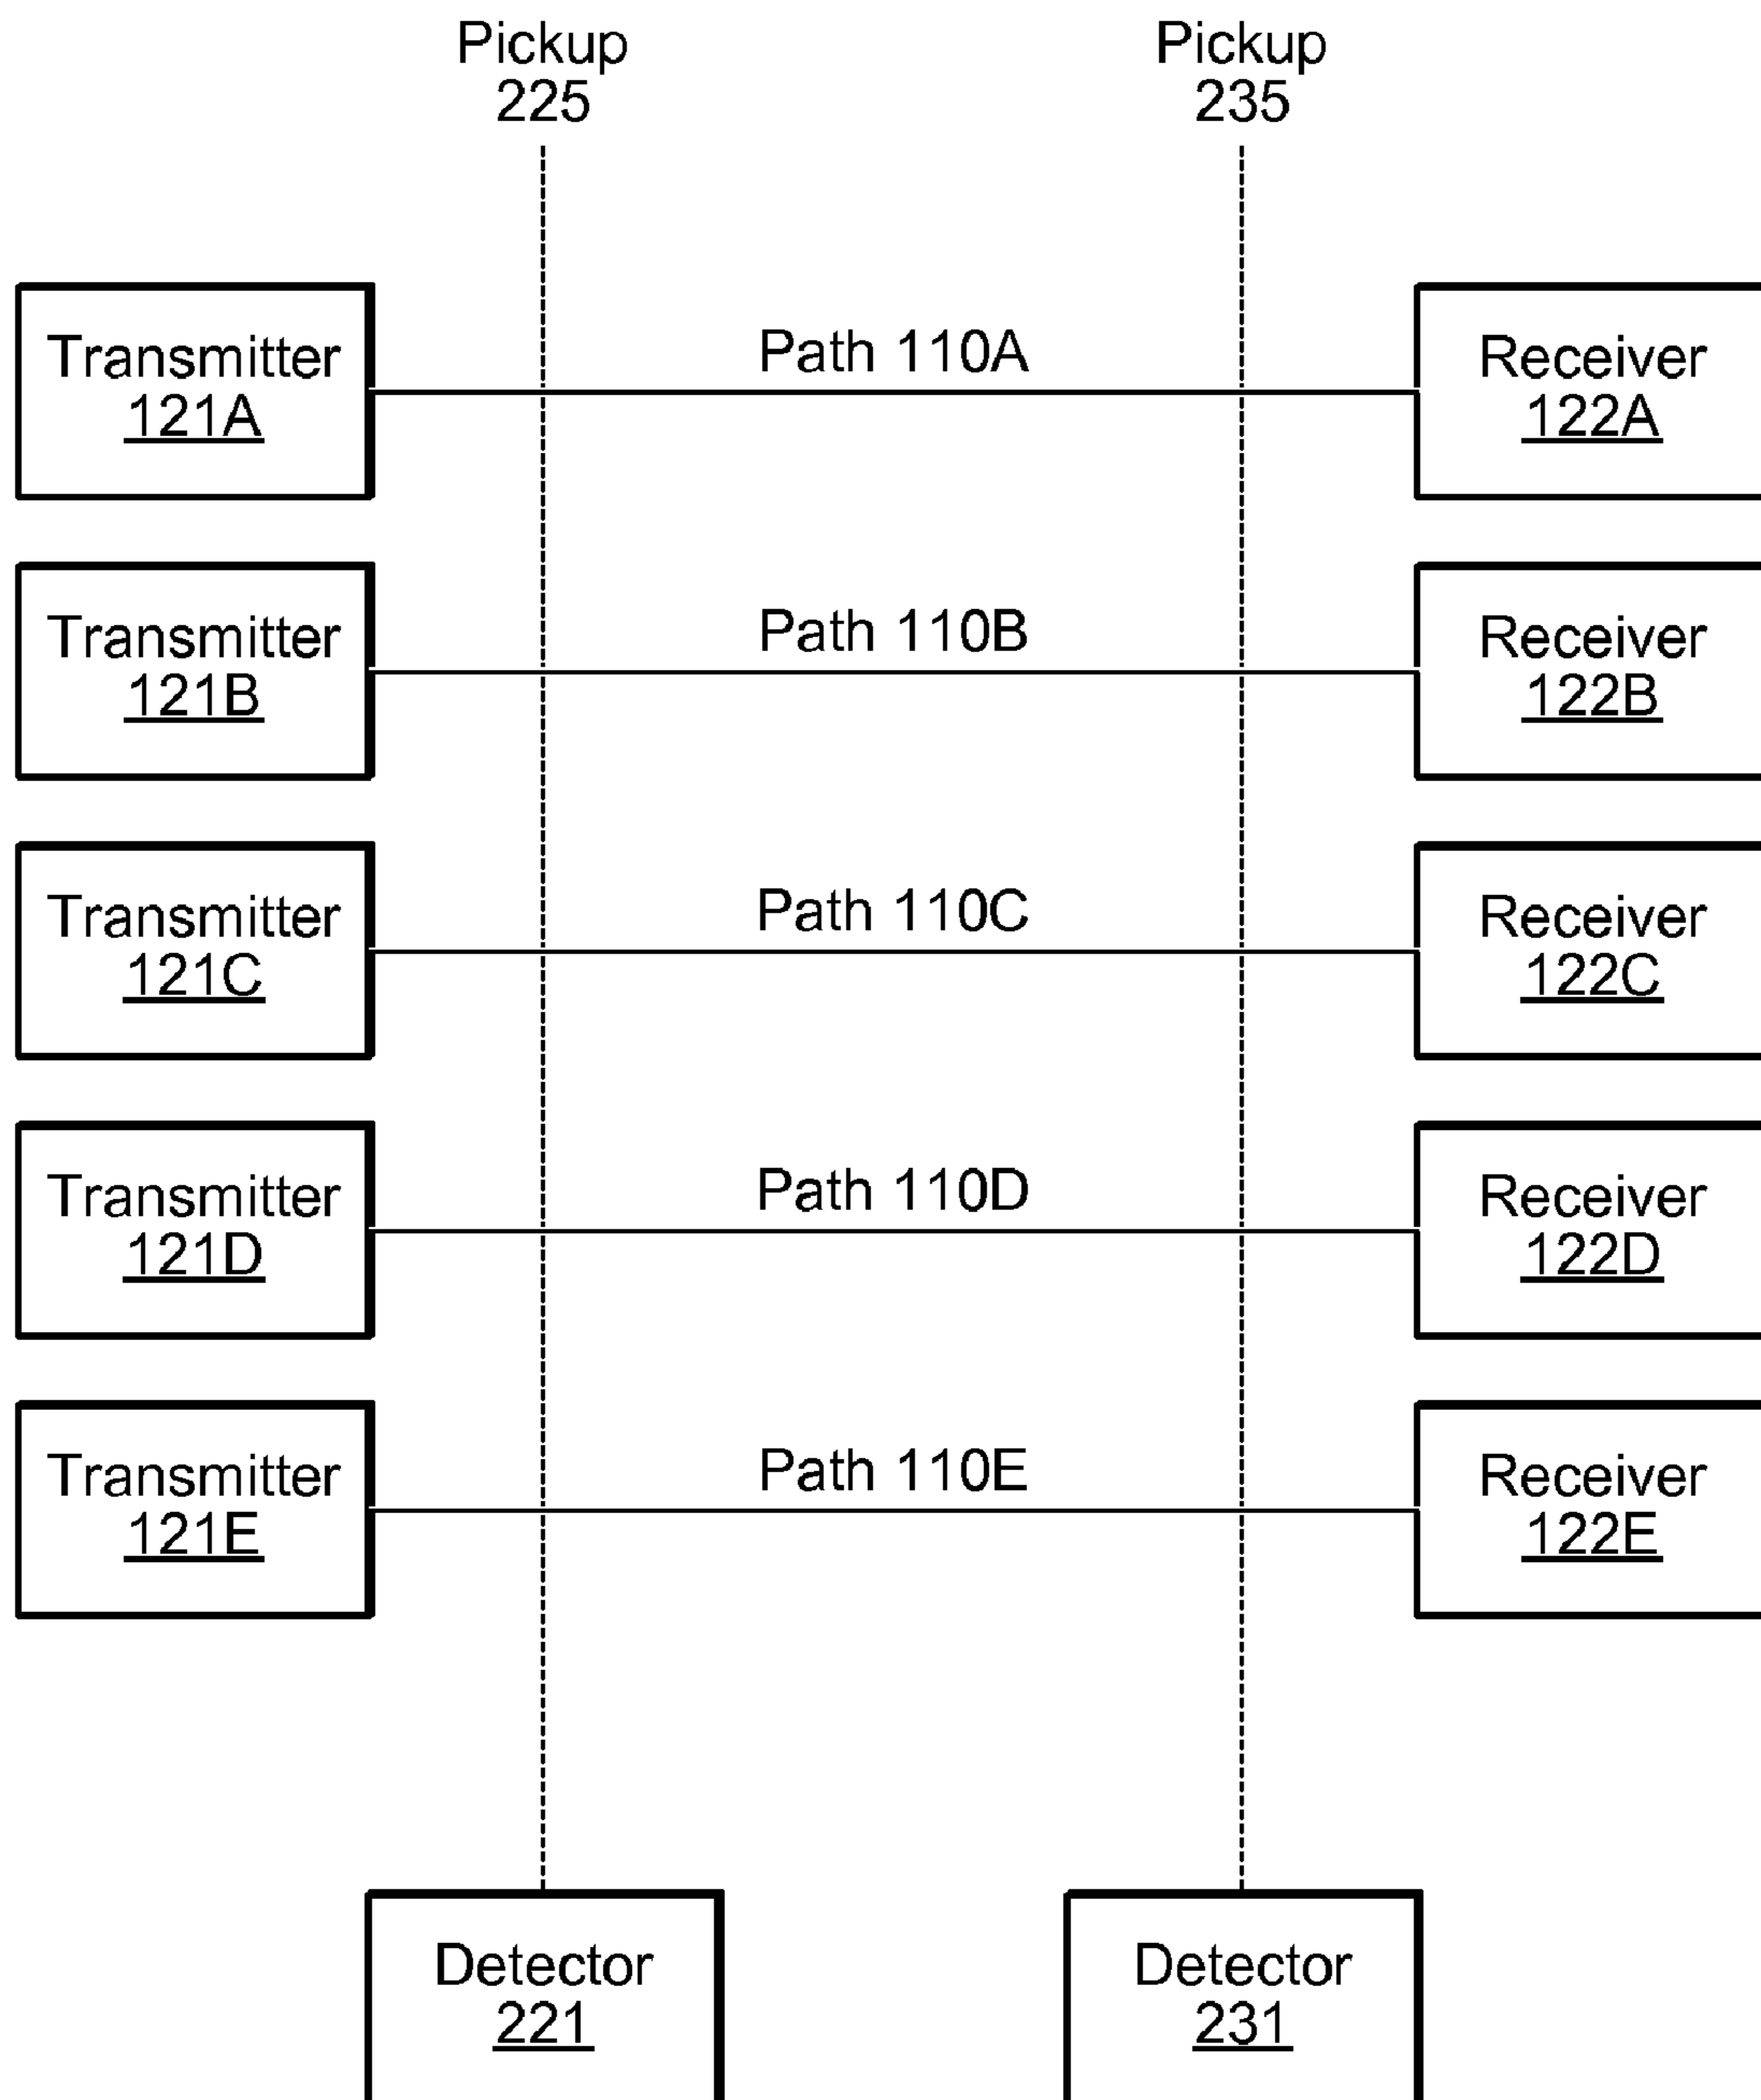 Pickup
225
Pickup
235
Transmitter
121A
Path 110A
Receiver
122A
Transmitter
121B
Path 110B
Receiver
122B
Transmitter
121C
Path 110C
Receiver
122C
Transmitter
121D
Path 110D
Receiver
122D
Transmitter
121E
Path 110E
Receiver
122E
Detector
221
Detector
231